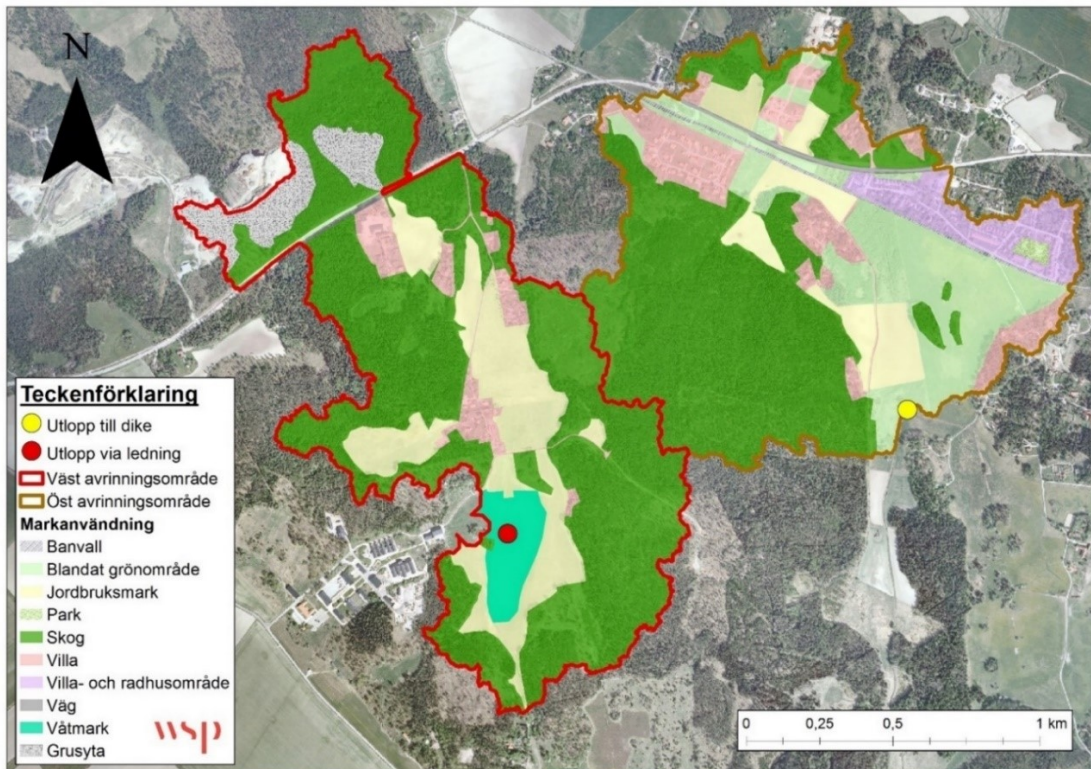 N
Teckenförklaring
Utlopp till dike
Utlopp via ledning
Väst avrinningsområde
Öst avrinningsområde
Markanvändning
Banvall
Blandat grönområde
Jordbruksmark
Park
Skog
Villa
Villa- och radhusområde
Väg
Våtmark
Grusyta
wsp
0 0,25 0,5 1 km